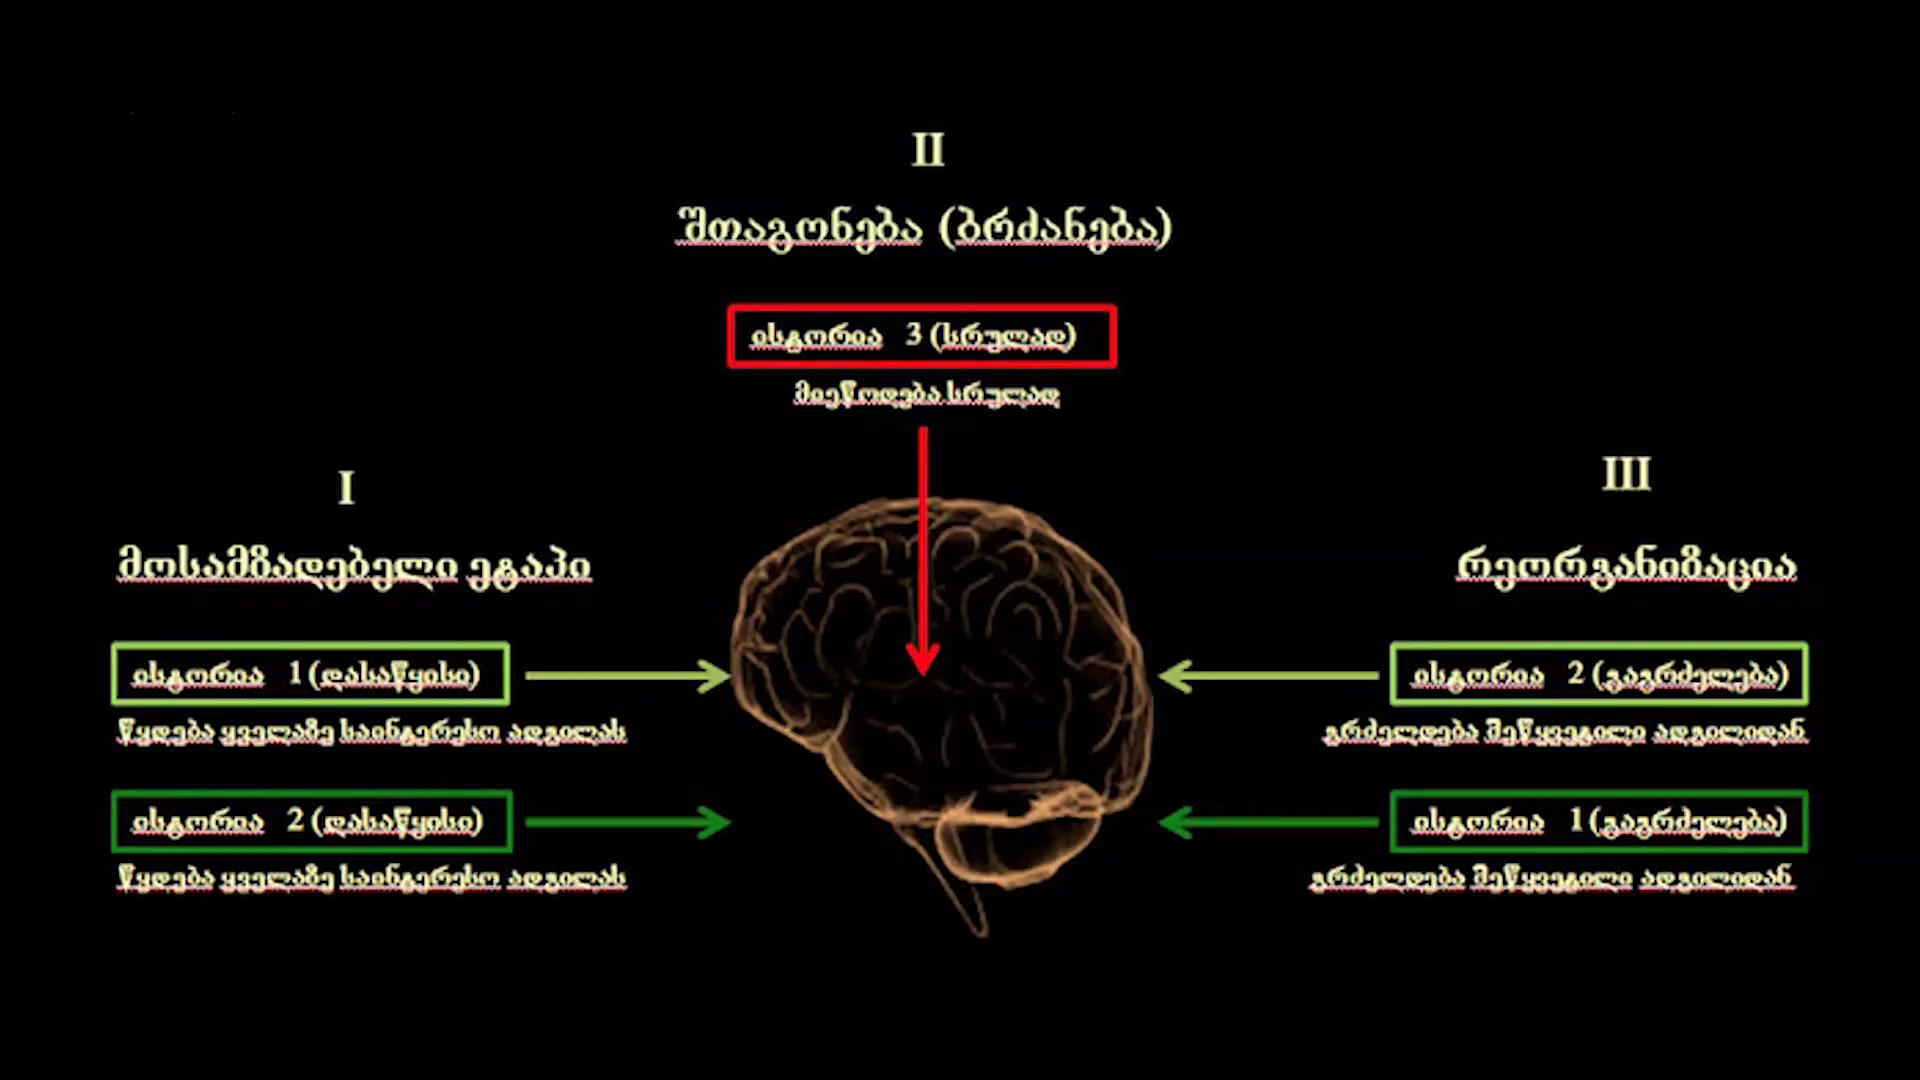 II
შთაგონება (ბრძანება)
ისტორია 3 (სრულად)
მიეწოდება სრულად
I
მოსამზადებელი ეტაპი
ისტორია 1 (დასაწყისი)
წყდება ყველაზე საინტერესო ადგილას
ისტორია 2 (დასაწყისი)
წყდება ყველაზე საინტერესო ადგილას
III
რეორგანიზაცია
ისტორია 2 (გაგრძელება)
გრძელდება შეწყვეტილი ადგილიდან
ისტორია 1 (გაგრძელება)
გრძელდება შეწყვეტილი ადგილიდან